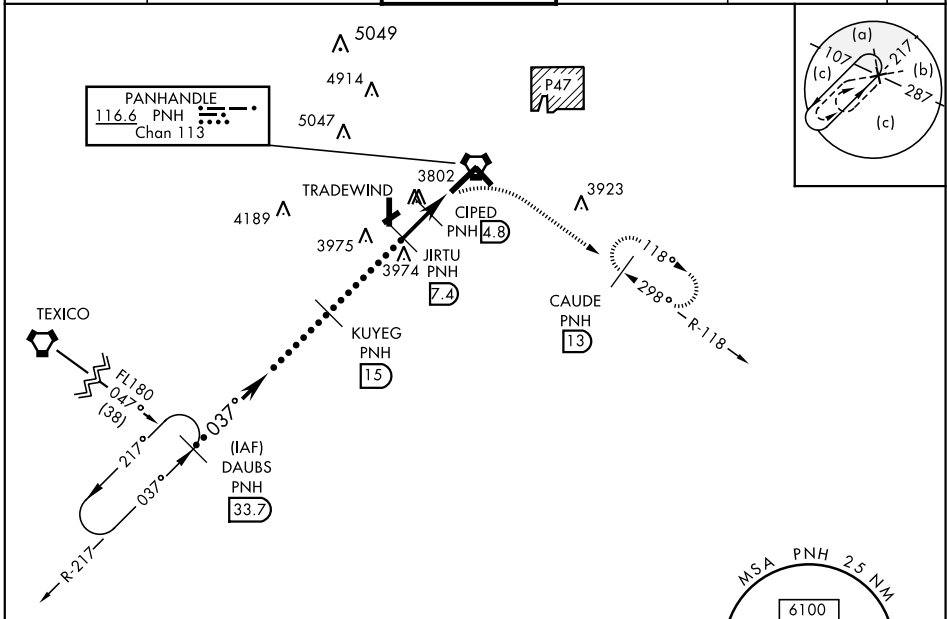 5049
4914
5047
P47
PANHANDLE
116.6 PNH
Chan 113
(a)
107
217
(c)
(b)
287
(c)
3802
TRADEWIND
3923
4189
CIPED
PNH 4.8
3975
3974
JIRTU
PNH
7.4
118°
298°
R-118
CAUDE
PNH
13
TEXICO
KUYEG
PNH
15
FL180
047°
(38)
037°
217°
037°
R-217
(IAF)
DAUBS
PNH
33.7
MSA PNH 25 NM
6100